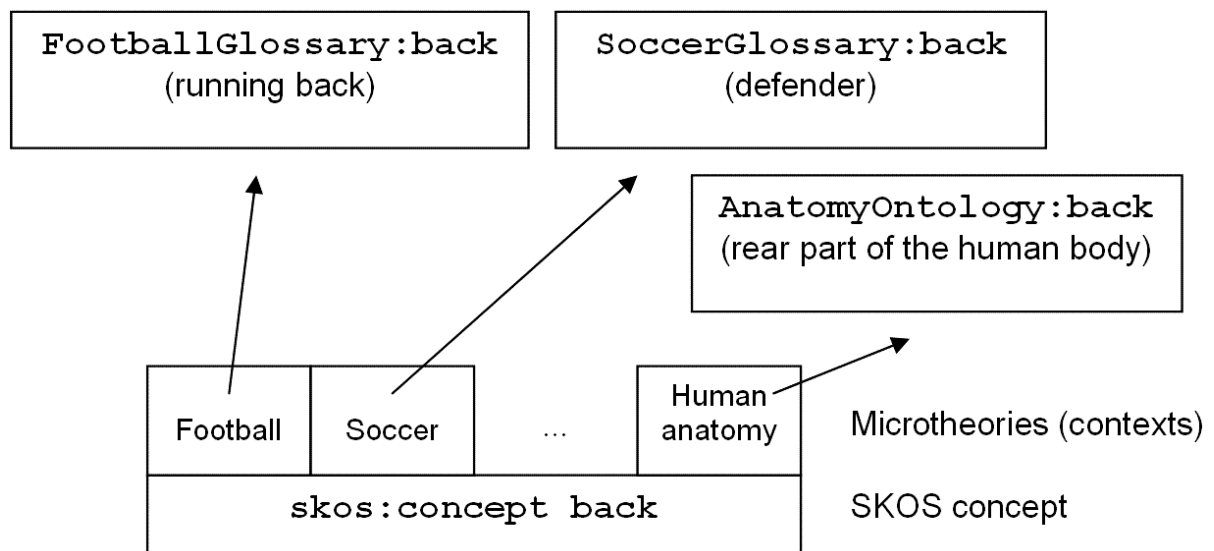 FootballGlossary:back
(running back)
SoccerGlossary:back
(defender)
AnatomyOntology:back
(rear part of the human body)
Football
Soccer
...
Human
anatomy
Microtheories (contexts)
skos:concept back
SKOS concept